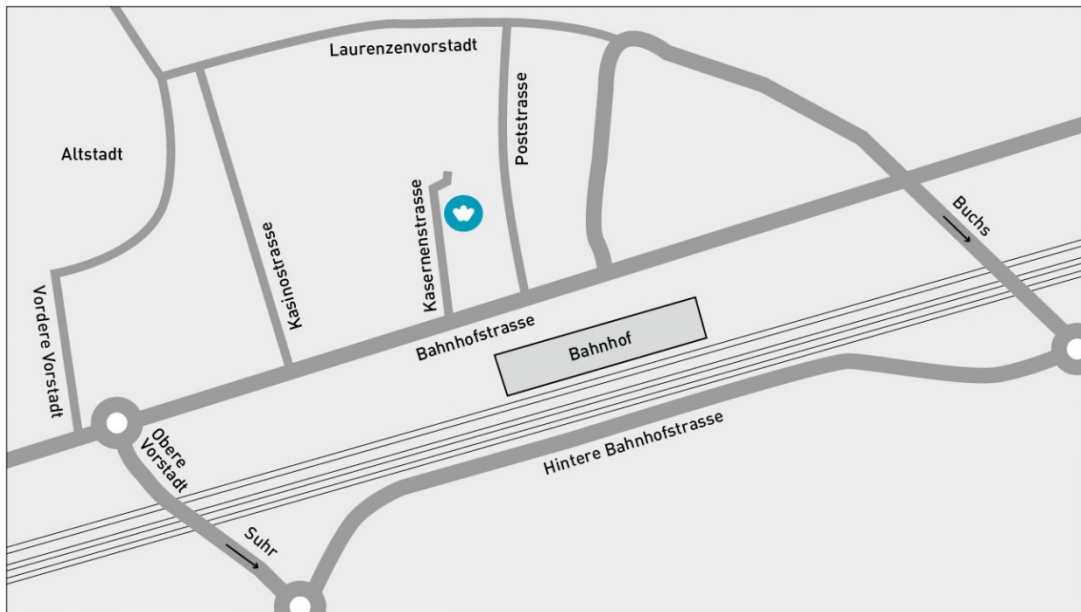 Laurenzenvorstadt
Altstadt
Poststrasse
Kasernenstrasse
Buchs
Kasinostrasse
Vordere Vorstadt
Bahnhofstrasse
Bahnhof
Obere
Vorstadt
Hintere Bahnhofstrasse
Suhr